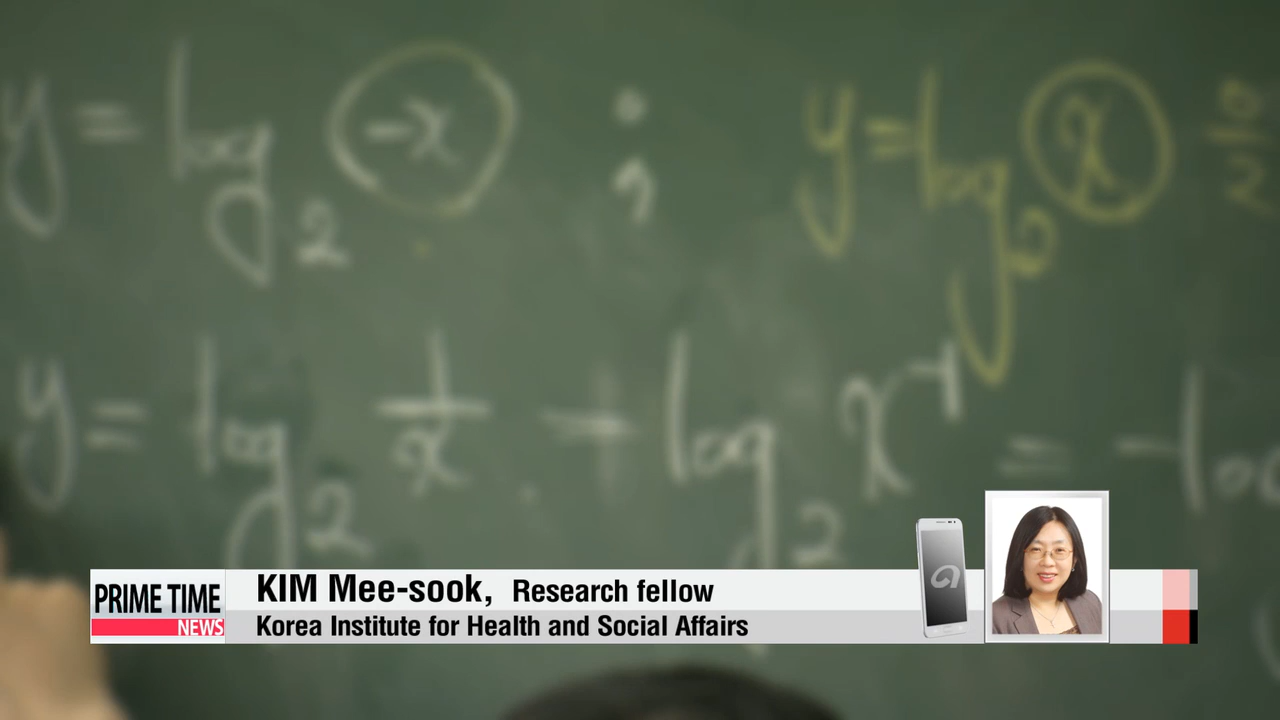 y = log₂ -x ; y = log₂ x
y = log₂ 1/x + log₂ x⁻¹ = -lo
KIM Mee-sook, Research fellow
PRIME TIME
NEWS
Korea Institute for Health and Social Affairs